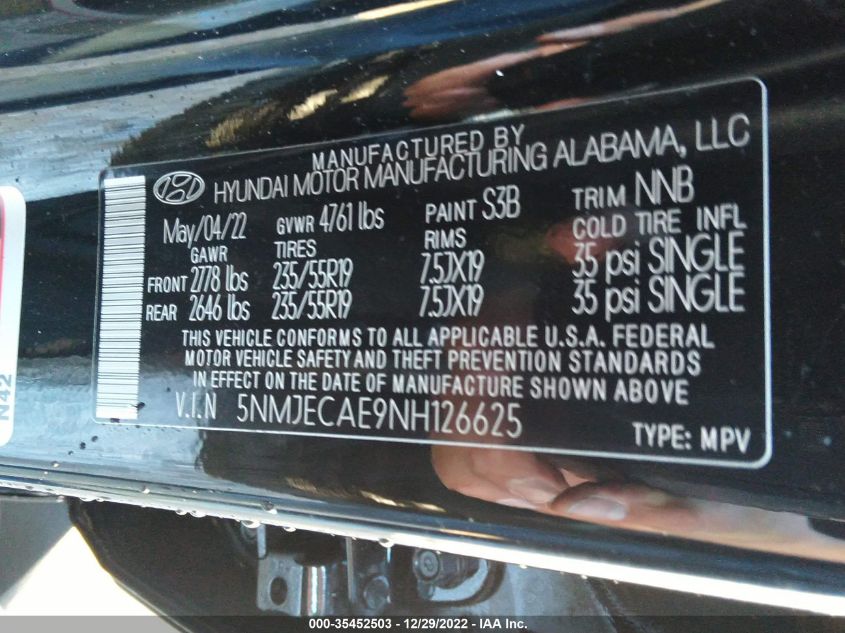 MANUFACTURED BY
HYUNDAI MOTOR MANUFACTURING ALABAMA, LLC
May/04/22 GVWR 4761 lbs PAINT S3B TRIM NNB
GAWR TIRES RIMS COLD TIRE INFL
FRONT 2778 lbs 235/55R19 7.5JX19 35 psi SINGLE
REAR 2646 lbs 235/55R19 7.5JX19 35 psi SINGLE
THIS VEHICLE CONFORMS TO ALL APPLICABLE U.S.A. FEDERAL
MOTOR VEHICLE SAFETY AND THEFT PREVENTION STANDARDS
IN EFFECT ON THE DATE OF MANUFACTURE SHOWN ABOVE
V.I.N 5NMJECAE9NH126625
TYPE: MPV
N42
000-35452503 - 12/29/2022 - IAA Inc.